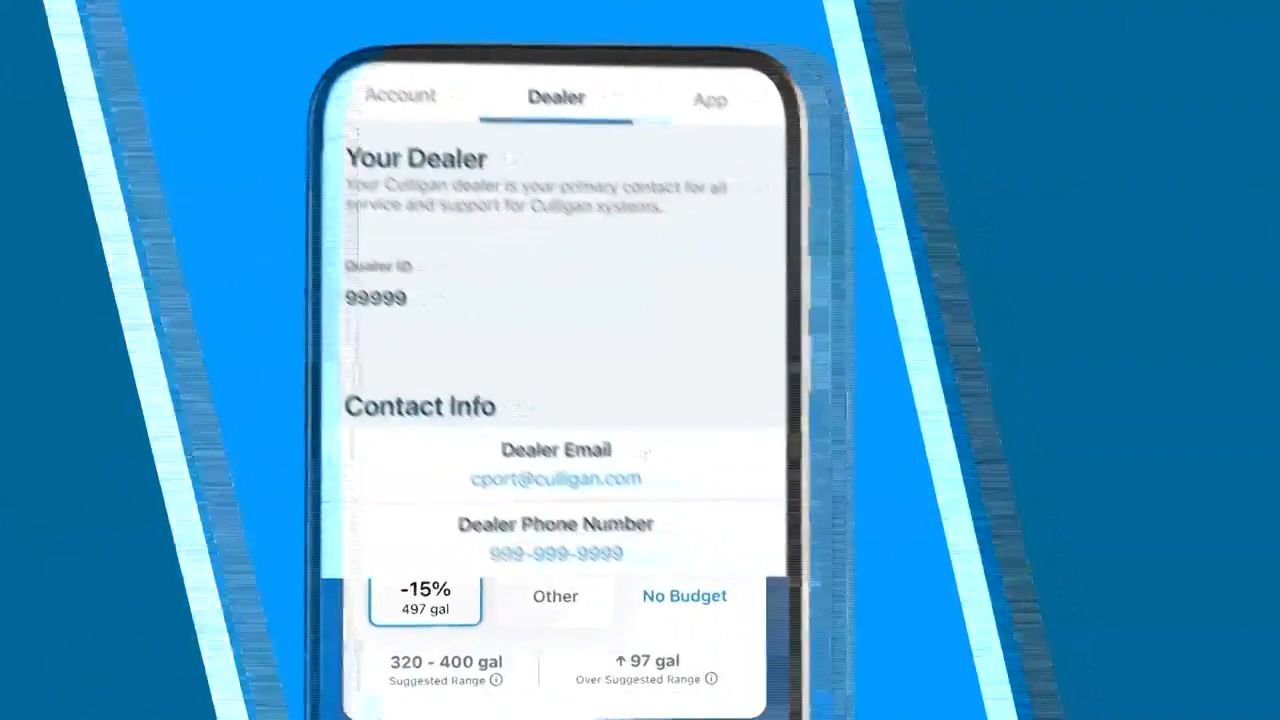 Account Dealer App
Your Dealer
Your Culligan dealer is your primary contact for all
service and support for Culligan systems.
Dealer ID
99999
Contact Info
Dealer Email
cport@culligan.com
Dealer Phone Number
999-999-9999
-15%
497 gal
Other
No Budget
320 - 400 gal
Suggested Range
↑ 97 gal
Over Suggested Range